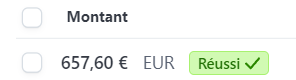 Montant
657,60 € EUR Réussi ✓